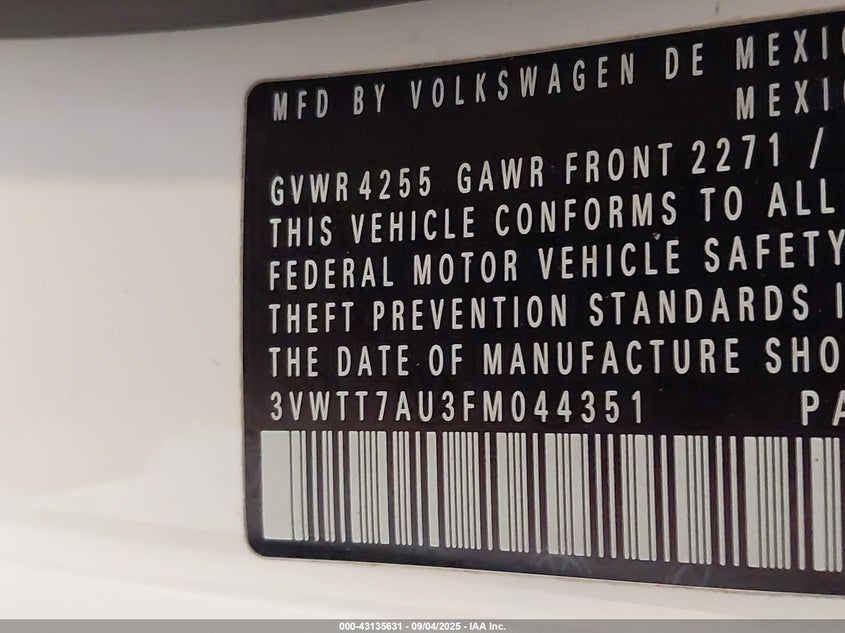 MFD BY VOLKSWAGEN DE MEXIC
MEXIC
GVWR 4255 GAWR FRONT 2271 /
THIS VEHICLE CONFORMS TO ALL
FEDERAL MOTOR VEHICLE SAFETY
THEFT PREVENTION STANDARDS I
THE DATE OF MANUFACTURE SHO
3VWTT7AU3FM044351 PA
000-43135631 - 09/04/2025 - IAA Inc.